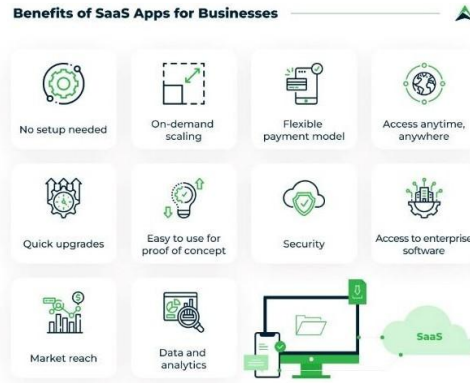 Benefits of SaaS Apps for Businesses
No setup needed
On-demand
scaling
Flexible
payment model
Access anytime,
anywhere
Quick upgrades
Easy to use for
proof of concept
Security
Access to enterprise
software
Market reach
Data and
analytics
SaaS